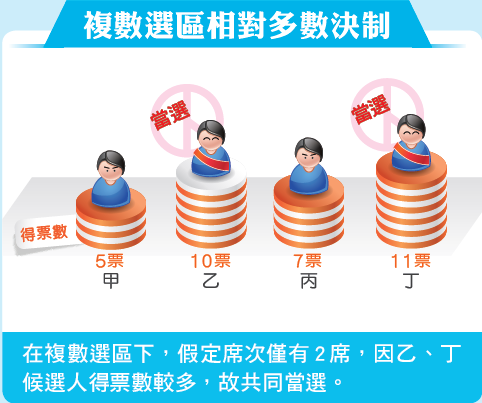 複數選區相對多數決制
當選
當選
得票數
5票
10票
7票
11票
甲
乙
丙
丁
在複數選區下，假定席次僅有2席，因乙、丁
候選人得票數較多，故共同當選。